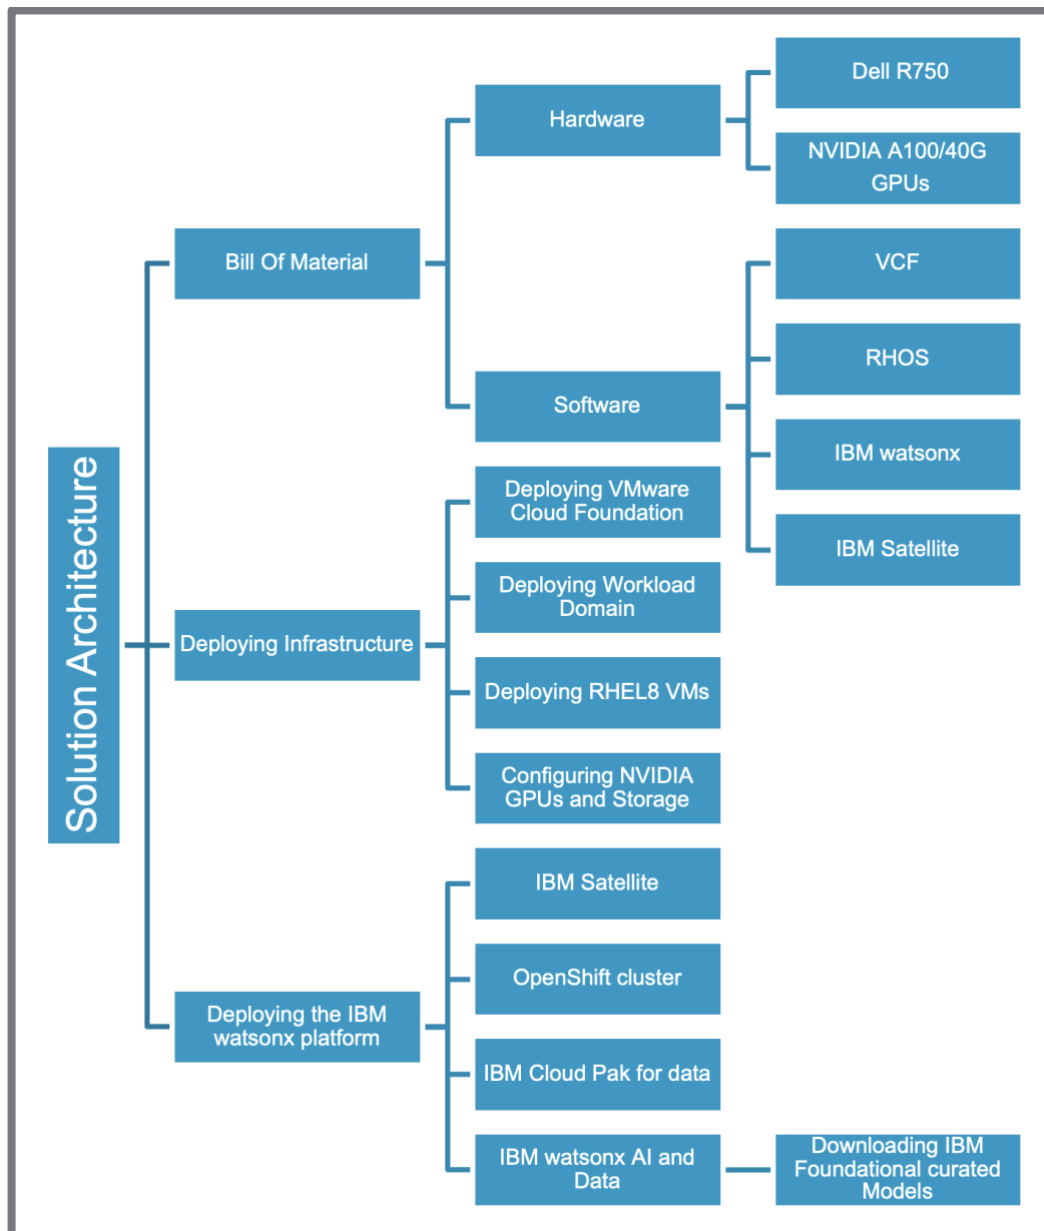 Solution Architecture
Bill Of Material
Hardware
Dell R750
NVIDIA A100/40G
GPUs
Software
VCF
RHOS
IBM watsonx
IBM Satellite
Deploying Infrastructure
Deploying VMware
Cloud Foundation
Deploying Workload
Domain
Deploying RHEL8 VMs
Configuring NVIDIA
GPUs and Storage
Deploying the IBM
watsonx platform
IBM Satellite
OpenShift cluster
IBM Cloud Pak for data
IBM watsonx AI and
Data
Downloading IBM
Foundational curated
Models